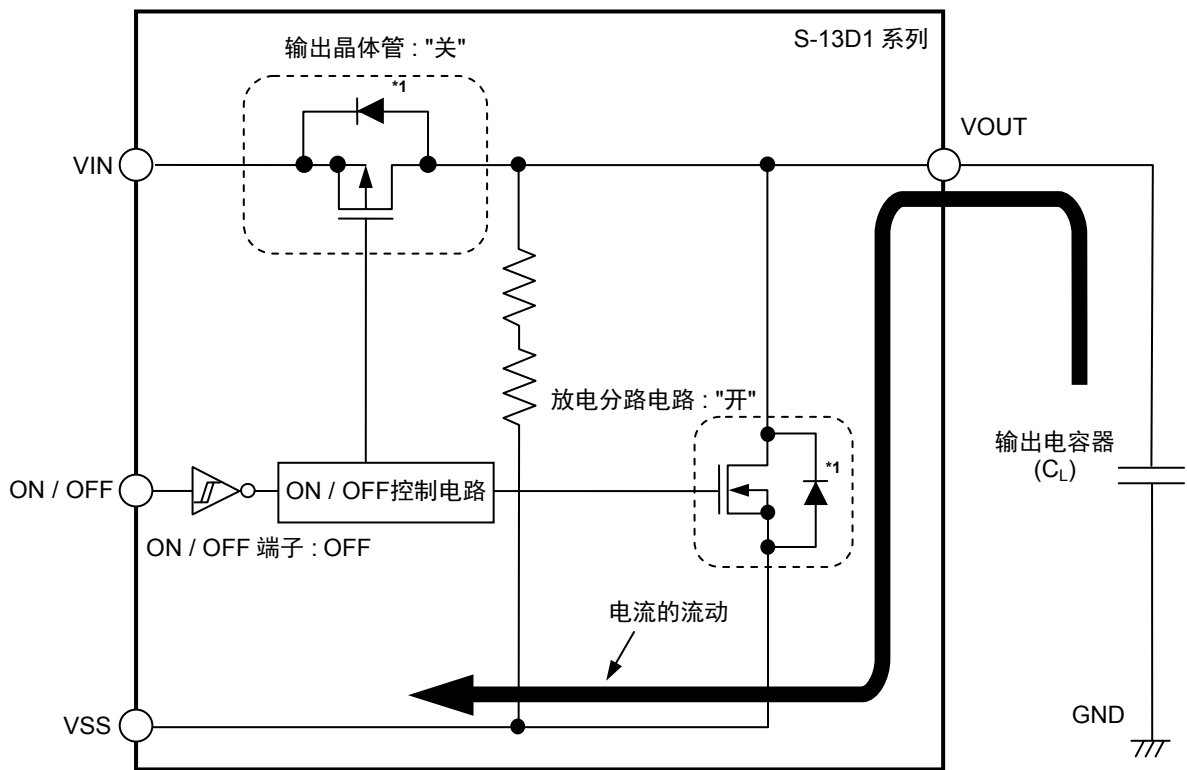 S-13D1 系列
输出晶体管 : "关"
*1
VIN
VOUT
放电分路电路 : "开"
*1
输出电容器
(CL)
ON / OFF
ON / OFF控制电路
ON / OFF 端子 : OFF
电流的流动
VSS
GND